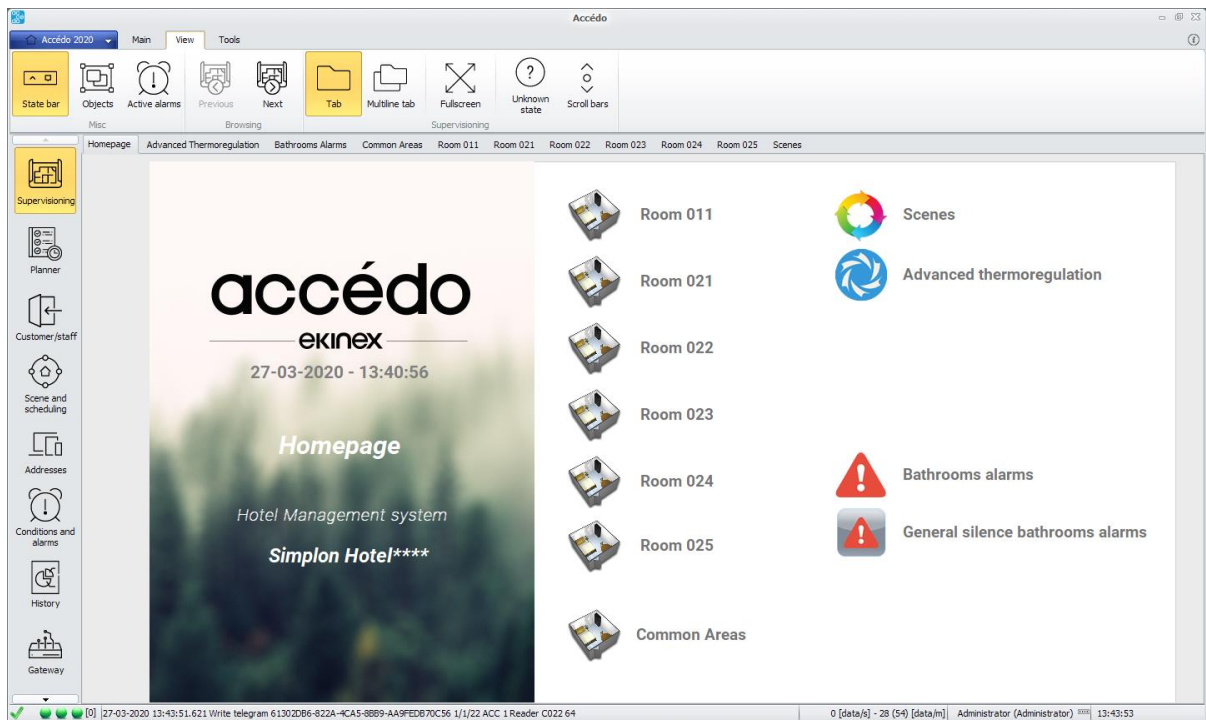 Accédo
Accédo 2020
Main
View
Tools
State bar
Objects
Active alarms
Previous
Next
Tab
Multiline tab
Fullscreen
Unknown
state
Scroll bars
Misc
Browsing
Supervisioning
Homepage
Advanced Thermoregulation
Bathrooms Alarms
Common Areas
Room 011
Room 021
Room 022
Room 023
Room 024
Room 025
Scenes
Supervisioning
Planner
Customer/staff
Scene and
scheduling
Addresses
Conditions and
alarms
History
Gateway
accédo
ekinex
27-03-2020 - 13:40:56
Homepage
Hotel Management system
Simplon Hotel****
Room 011
Room 021
Room 022
Room 023
Room 024
Room 025
Common Areas
Scenes
Advanced thermoregulation
Bathrooms alarms
General silence bathrooms alarms
[0] 27-03-2020 13:43:51.621 Write telegram 61302DB6-822A-4CA5-8BB9-AA9FEDB70C56 1/1/22 ACC 1 Reader C022 64
0 [data/s] - 28 (54) [data/m]
Administrator (Administrator)
13:43:53